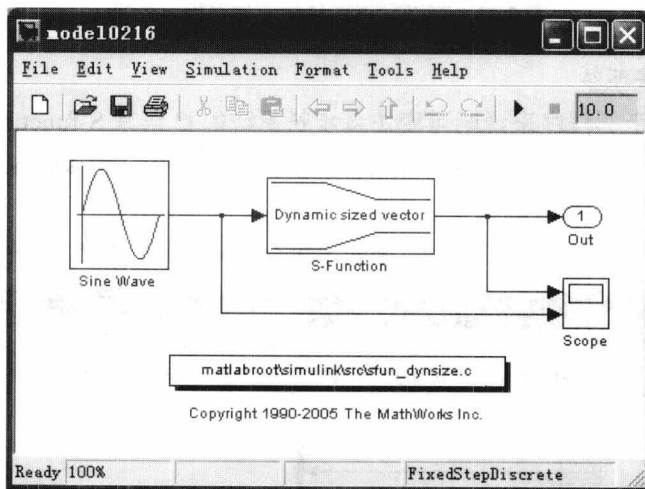 model0216
File Edit View Simulation Format Tools Help
10.0
Dynamic sized vector
1
Out
Sine Wave
S-Function
Scope
matlabroot\simulink\src\sfun_dynsize.c
Copyright 1990-2005 The MathWorks Inc.
Ready 100% FixedStepDiscrete